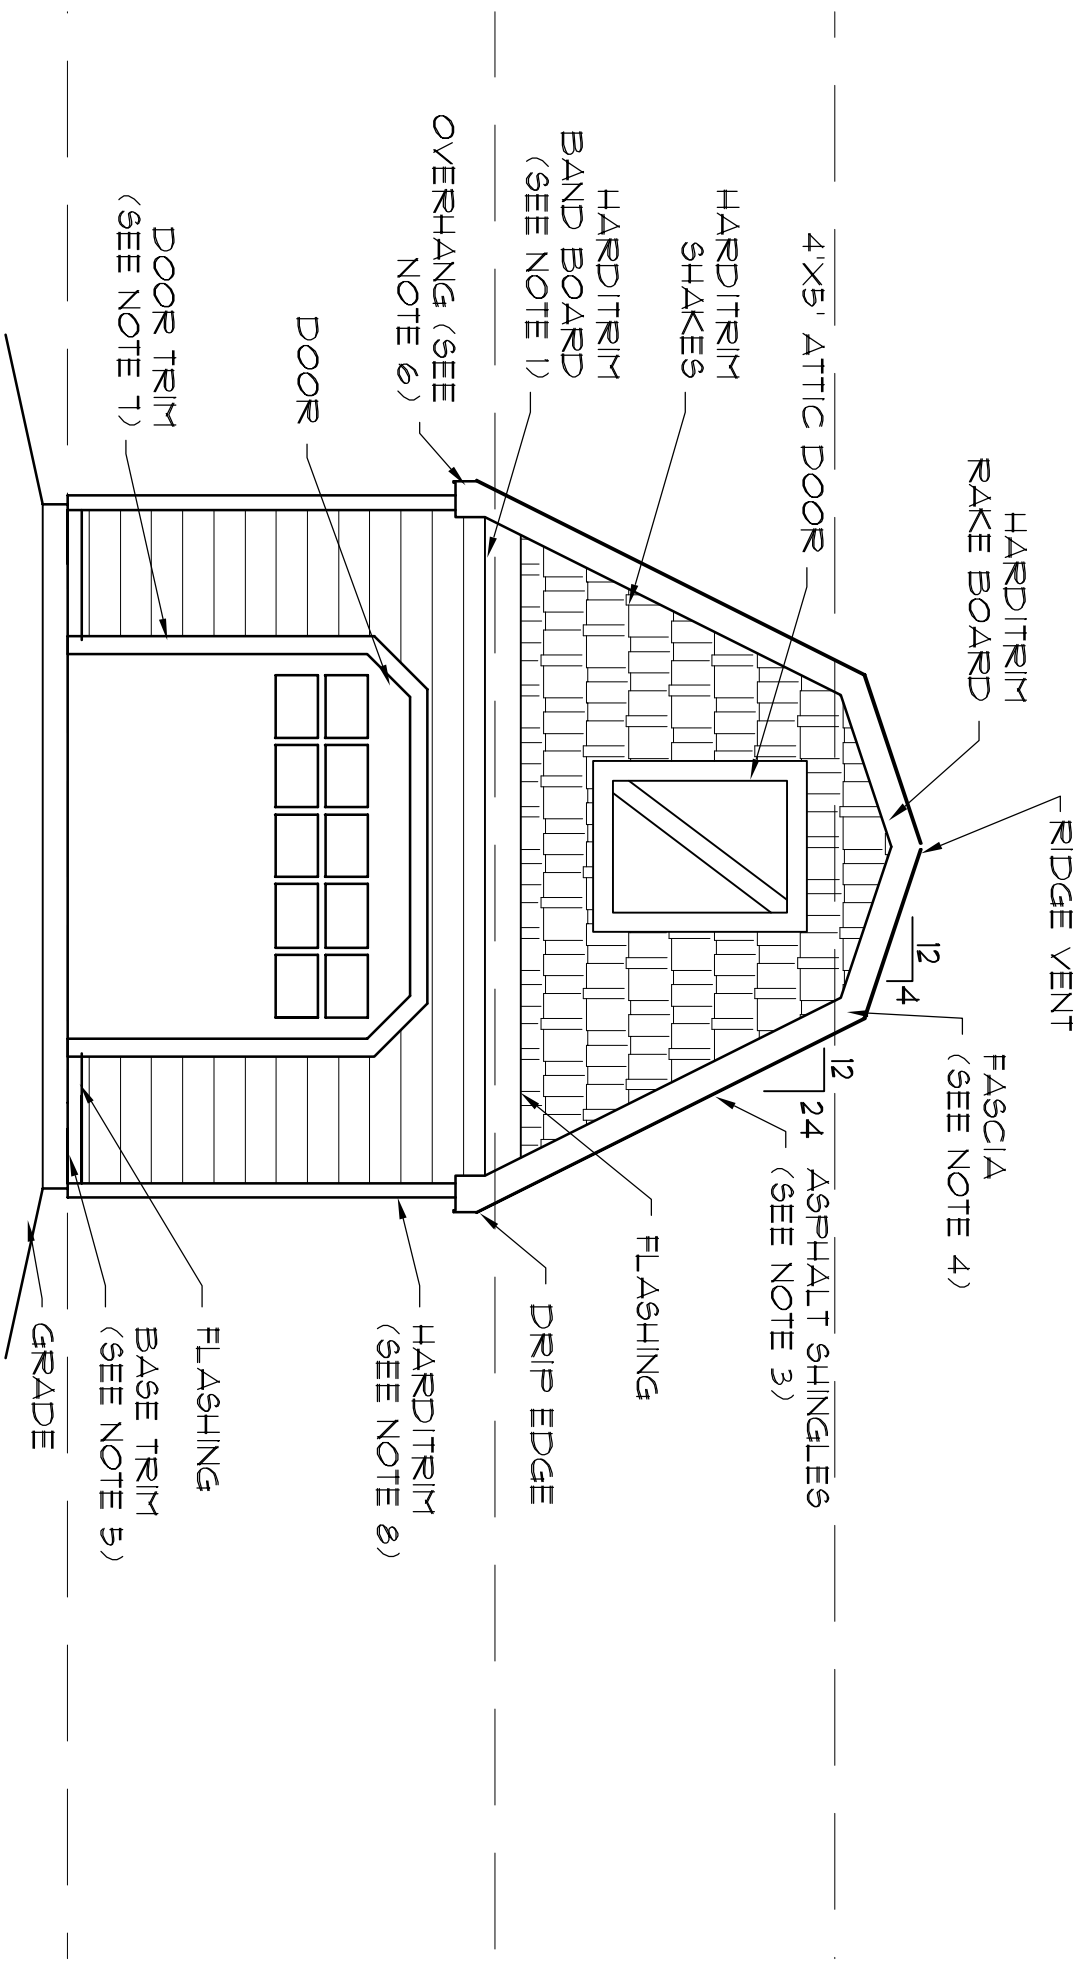 RIDGE VENT
HARDITRIM
RAKE BOARD
4'X5' ATTIC DOOR
HARDITRIM
SHAKES
HARDITRIM
BAND BOARD
(SEE NOTE 1)
OVERHANG (SEE
NOTE 6)
DOOR
DOOR TRIM
(SEE NOTE 7)
12
4
12
24
FASCIA
(SEE NOTE 4)
ASPHALT SHINGLES
(SEE NOTE 3)
FLASHING
DRIP EDGE
HARDITRIM
(SEE NOTE 8)
FLASHING
BASE TRIM
(SEE NOTE 5)
GRADE